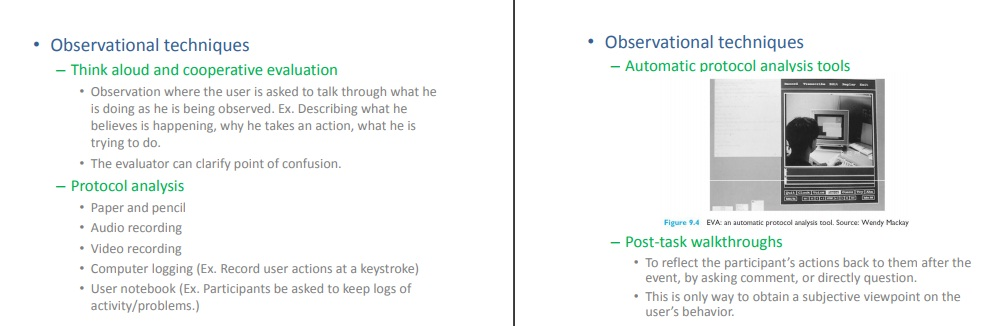 • Observational techniques
– Think aloud and cooperative evaluation
• Observation where the user is asked to talk through what he
is doing as he is being observed. Ex. Describing what he
believes is happening, why he takes an action, what he is
trying to do.
• The evaluator can clarify point of confusion.
– Protocol analysis
• Paper and pencil
• Audio recording
• Video recording
• Computer logging (Ex. Record user actions at a keystroke)
• User notebook (Ex. Participants be asked to keep logs of
activity/problems.)
• Observational techniques
– Automatic protocol analysis tools
Figure 9.4 EVA: an automatic protocol analysis tool. Source: Wendy Mackay
– Post-task walkthroughs
• To reflect the participant's actions back to them after the
event, by asking comment, or directly question.
• This is only way to obtain a subjective viewpoint on the
user's behavior.